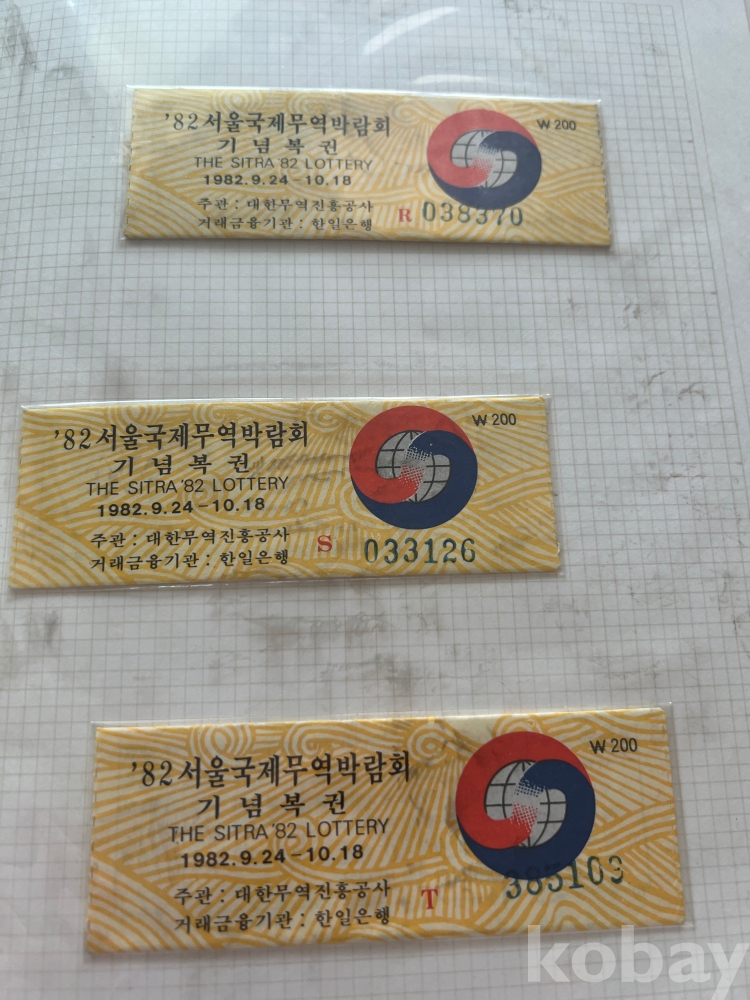 '82 서울국제무역박람회
기념복권
THE SITRA '82 LOTTERY
1982.9.24-10.18
주관 : 대한무역진흥공사
거래금융기관 : 한일은행
₩200
R 038370
'82 서울국제무역박람회
기념복권
THE SITRA '82 LOTTERY
1982.9.24-10.18
주관 : 대한무역진흥공사
거래금융기관 : 한일은행
₩200
S 033126
'82 서울국제무역박람회
기념복권
THE SITRA '82 LOTTERY
1982.9.24-10.18
주관 : 대한무역진흥공사
거래금융기관 : 한일은행
₩200
T 385103
kobay